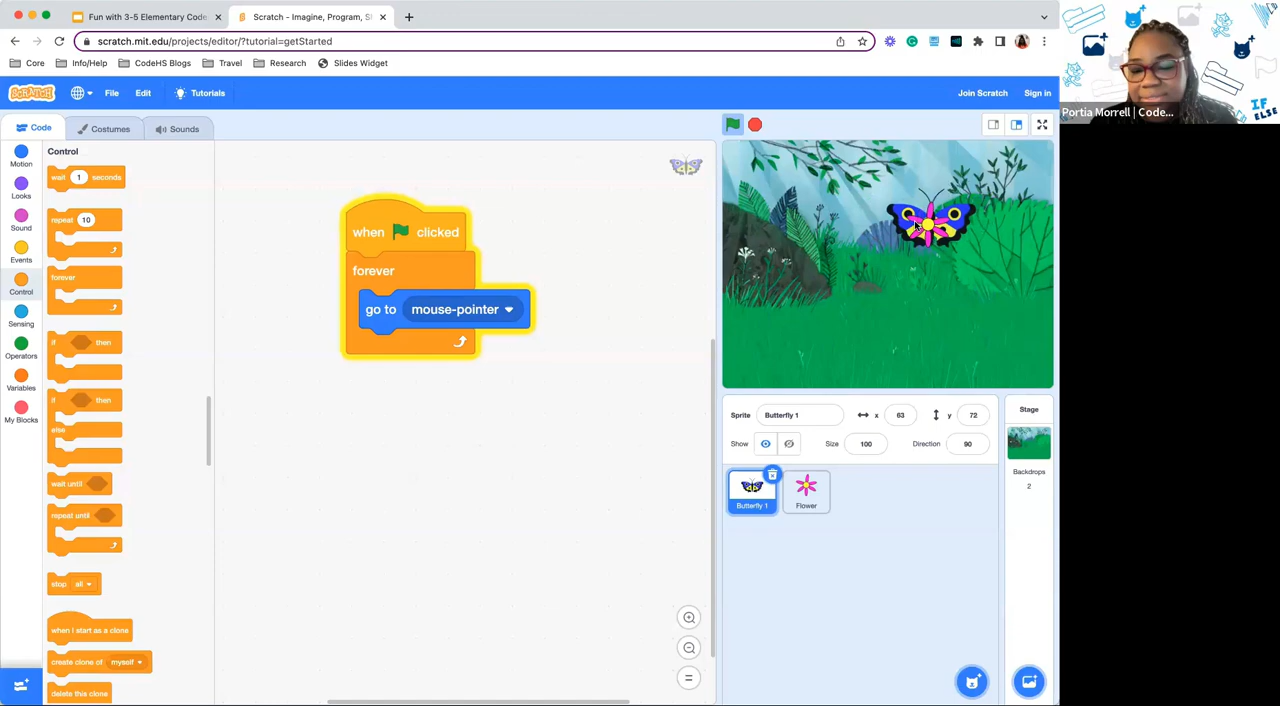 Fun with 3-5 Elementary Code
Scratch - Imagine, Program, S
scratch.mit.edu/projects/editor/?tutorial=getStarted
Core Info/Help CodeHS Blogs Travel Research Slides Widget
SCRATCH File Edit Tutorials Join Scratch Sign in
Code Costumes Sounds
Motion
Looks
Sound
Events
Control
Sensing
Operators
Variables
My Blocks
Control
wait 1 seconds
repeat 10
forever
if then
if then
else
wait until
repeat until
stop all
when I start as a clone
create clone of myself
delete this clone
when clicked
forever
go to mouse-pointer
Sprite Butterfly 1 x 63 y 72
Show Size 100 Direction 90
Butterfly 1 Flower
Stage
Backdrops
2
Portia Morrell | Code...
IF
ELSE